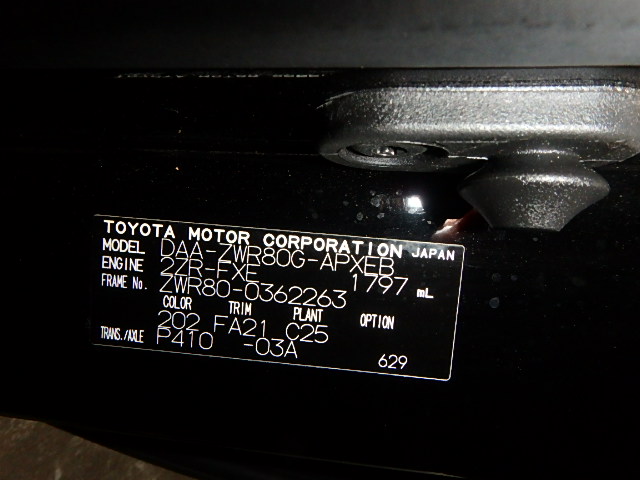 TOYOTA MOTOR CORPORATION JAPAN
MODEL DAA-ZWR80G-APXEB
ENGINE 2ZR-FXE 1797 mL
FRAME No. ZWR80-0362263
COLOR TRIM PLANT OPTION
202 FA21 C25
TRANS./AXLE P410 -03A 629